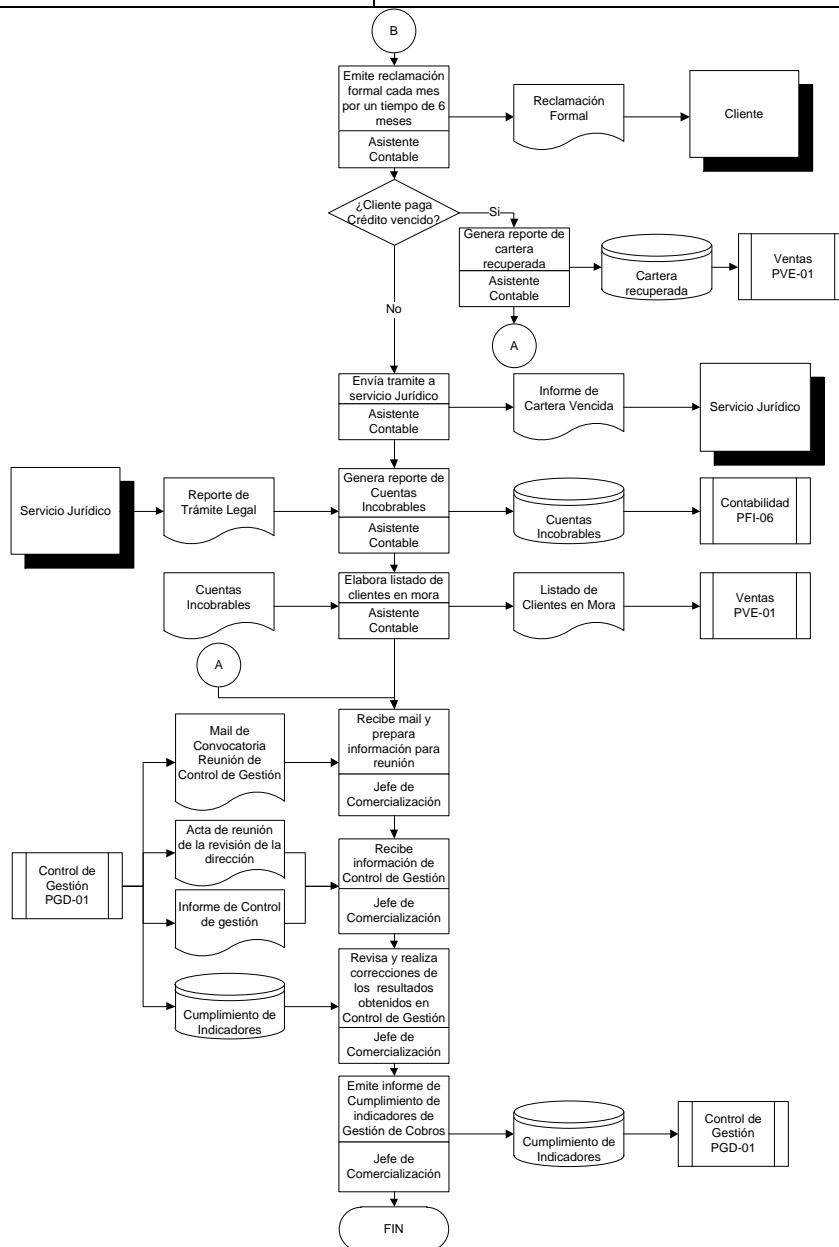 B
Emite reclamación
formal cada mes
por un tiempo de 6
meses
Asistente
Contable
Reclamación
Formal
Cliente
¿Cliente paga
Crédito vencido?
Si
No
Genera reporte de
cartera
recuperada
Asistente
Contable
Cartera
recuperada
Ventas
PVE-01
A
Envía tramite a
servicio Jurídico
Asistente
Contable
Informe de
Cartera Vencida
Servicio Jurídico
Servicio Jurídico
Reporte de
Trámite Legal
Genera reporte de
Cuentas
Incobrables
Asistente
Contable
Cuentas
Incobrables
Contabilidad
PFI-06
Cuentas
Incobrables
Elabora listado de
clientes en mora
Asistente
Contable
Listado de
Clientes en Mora
Ventas
PVE-01
A
Mail de
Convocatoria
Reunión de
Control de Gestión
Recibe mail y
prepara
información para
reunión
Jefe de
Comercialización
Control de
Gestión
PGD-01
Acta de reunión
de la revisión de la
dirección
Informe de Control
de gestión
Recibe
información de
Control de Gestión
Jefe de
Comercialización
Cumplimiento de
Indicadores
Revisa y realiza
correcciones de
los resultados
obtenidos en
Control de Gestión
Jefe de
Comercialización
Emite informe de
Cumplimiento de
indicadores de
Gestión de Cobros
Jefe de
Comercialización
Cumplimiento de
Indicadores
Control de
Gestión
PGD-01
FIN